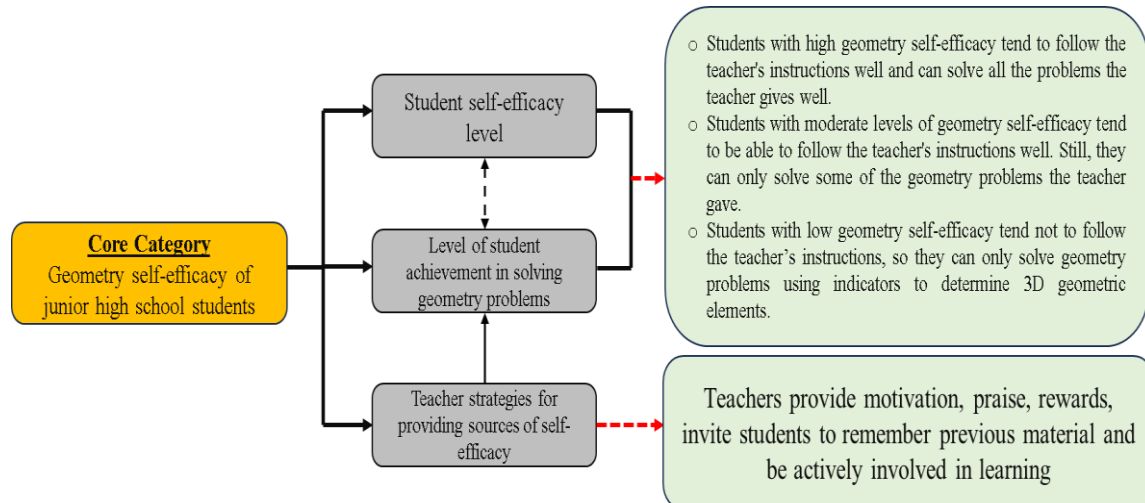 Core Category
Geometry self-efficacy of
junior high school students
Student self-efficacy
level
Level of student
achievement in solving
geometry problems
Teacher strategies for
providing sources of self-
efficacy
○ Students with high geometry self-efficacy tend to follow the
teacher's instructions well and can solve all the problems the
teacher gives well.
○ Students with moderate levels of geometry self-efficacy tend
to be able to follow the teacher's instructions well. Still, they
can only solve some of the geometry problems the teacher
gave.
○ Students with low geometry self-efficacy tend not to follow
the teacher’s instructions, so they can only solve geometry
problems using indicators to determine 3D geometric
elements.
Teachers provide motivation, praise, rewards,
invite students to remember previous material and
be actively involved in learning